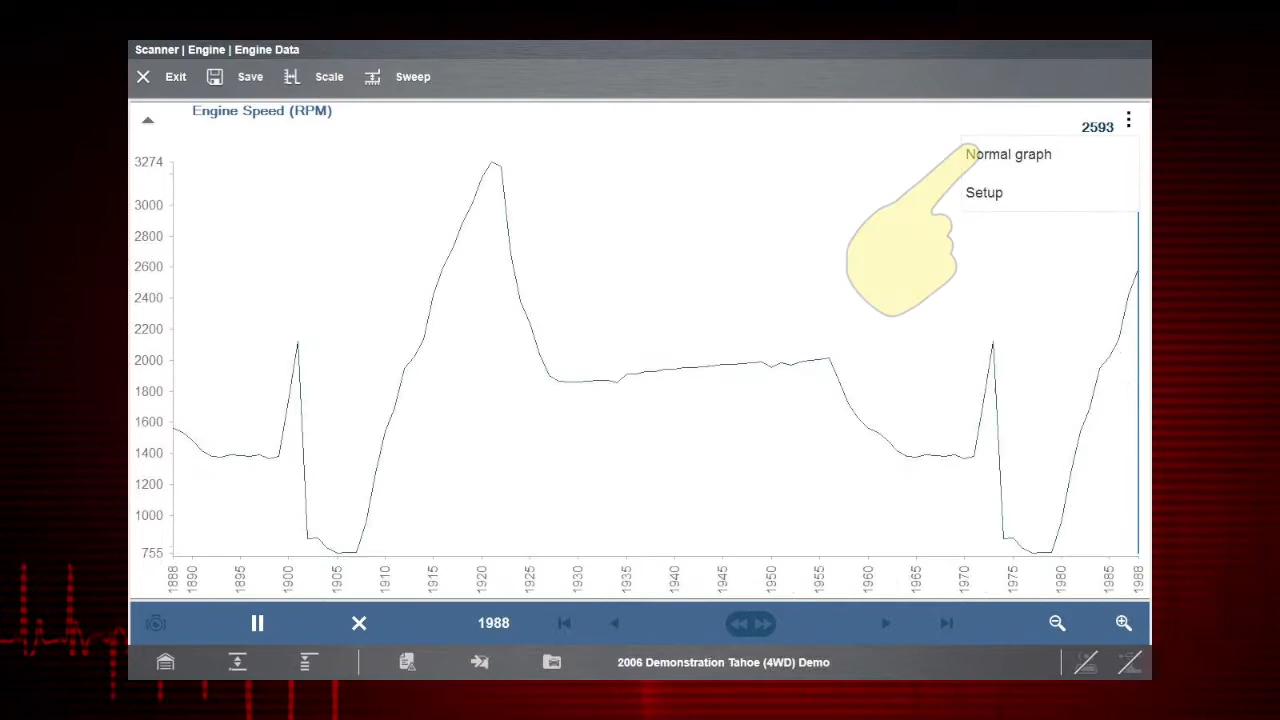 Scanner | Engine | Engine Data
Exit Save Scale Sweep
Engine Speed (RPM)
2593
Normal graph
Setup
3274
3000
2800
2600
2400
2200
2000
1800
1600
1400
1200
1000
755
1888 1890 1895 1900 1905 1910 1915 1920 1925 1930 1935 1940 1945 1950 1955 1960 1965 1970 1975 1980 1985 1988
1988
2006 Demonstration Tahoe (4WD) Demo